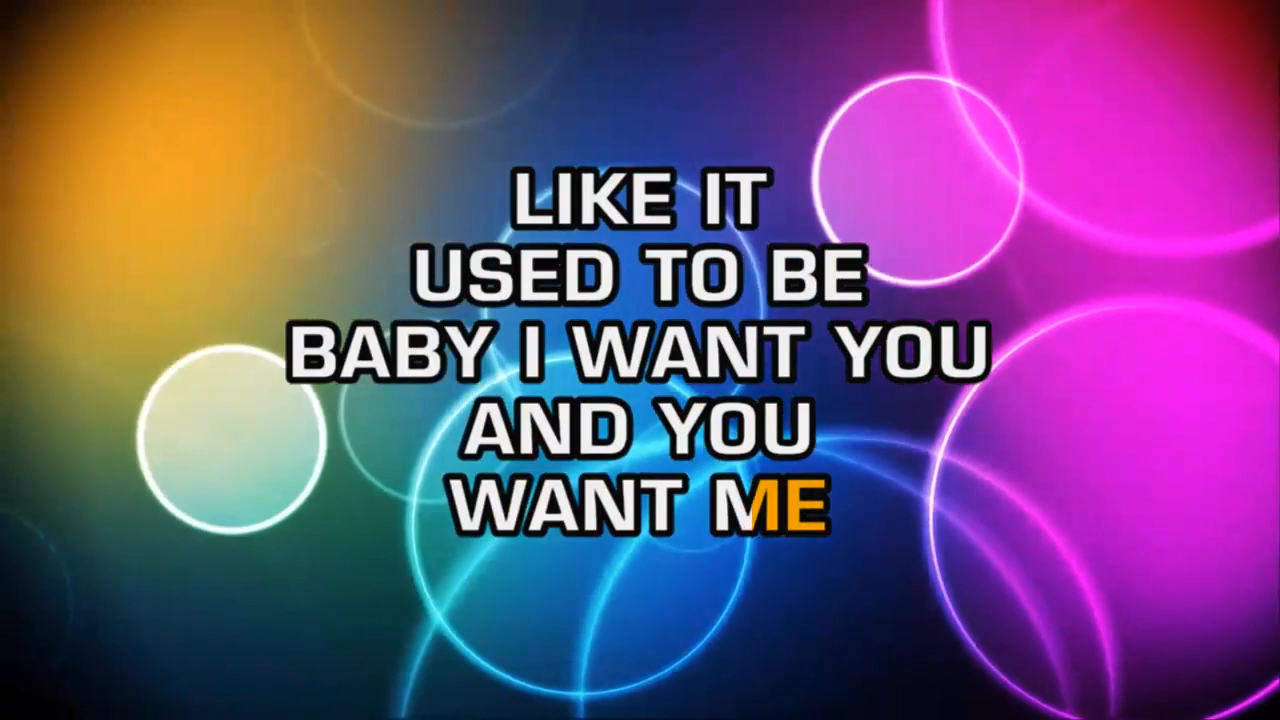 LIKE IT
USED TO BE
BABY I WANT YOU
AND YOU
WANT ME